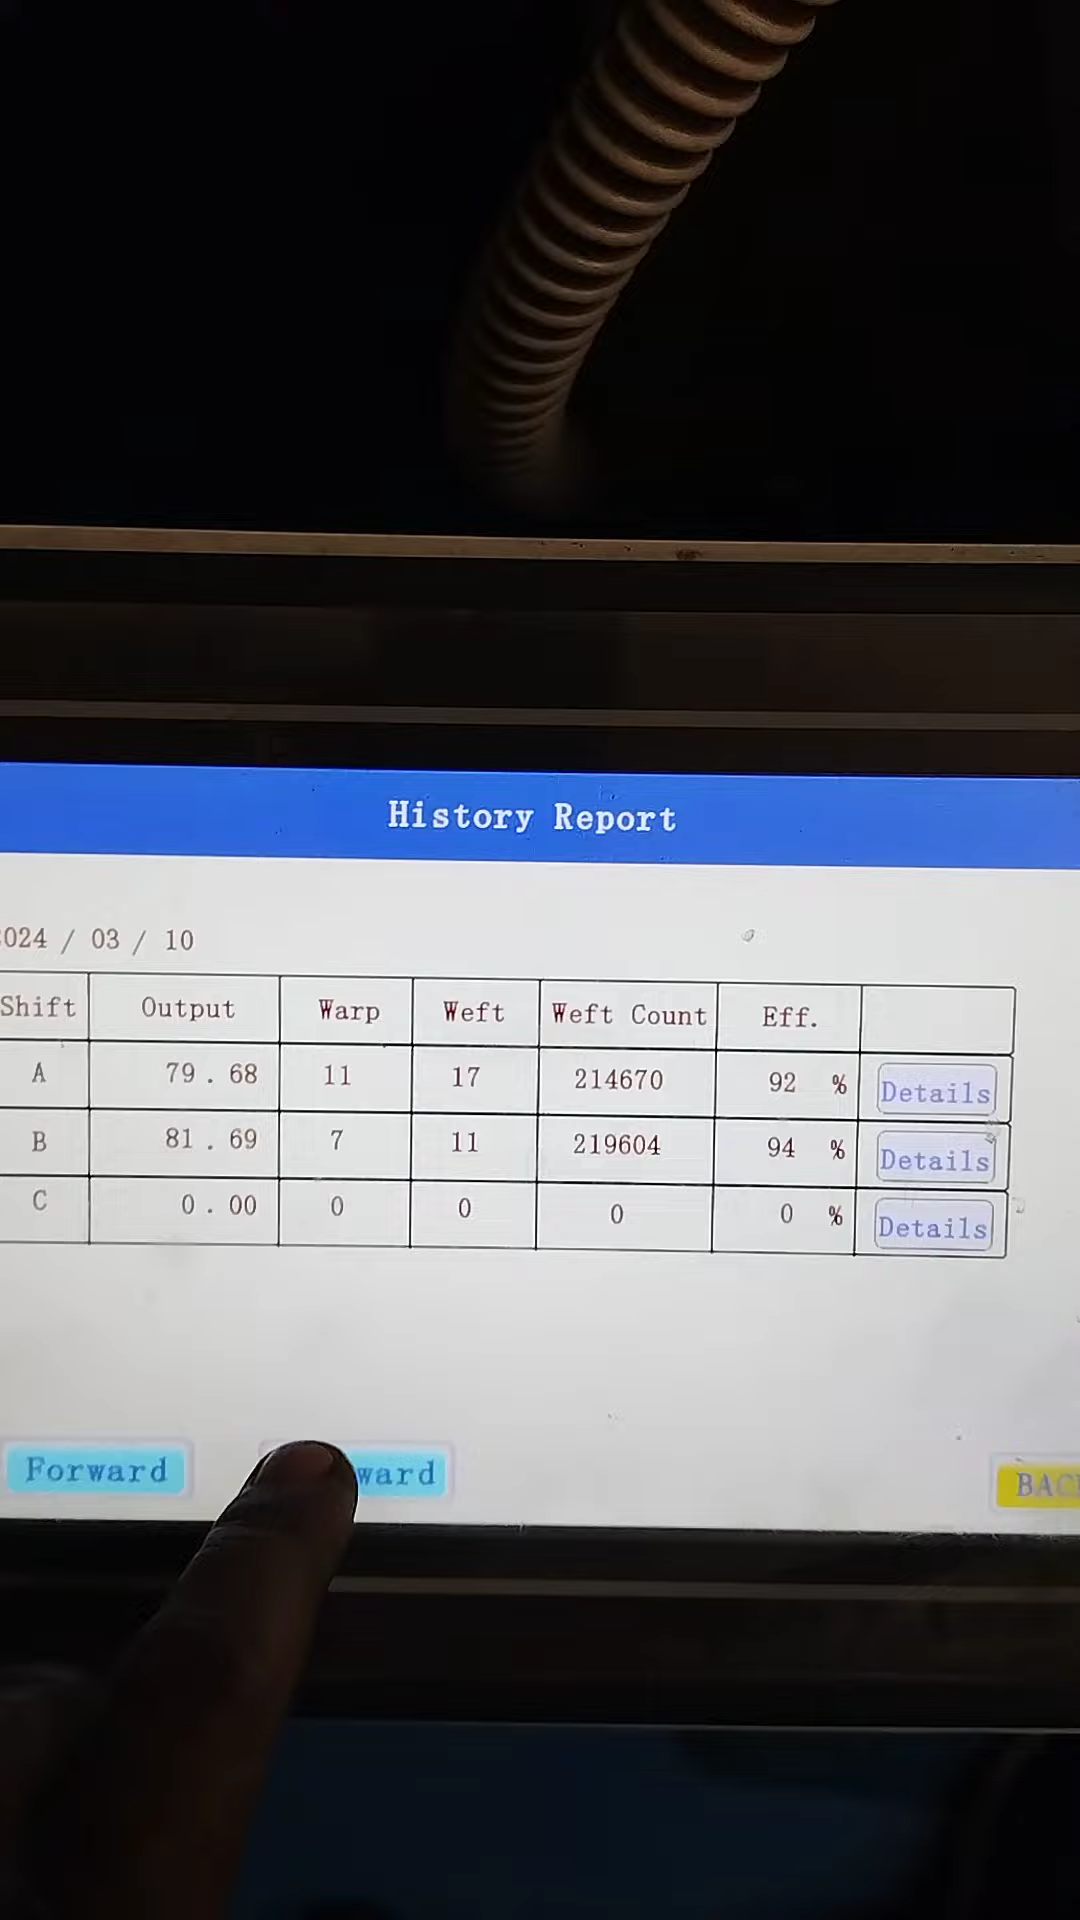 History Report
024 / 03 / 10
Shift Output Warp Weft Weft Count Eff.
A 79.68 11 17 214670 92 % Details
B 81.69 7 11 219604 94 % Details
C 0.00 0 0 0 0 % Details
Forward ward BAC